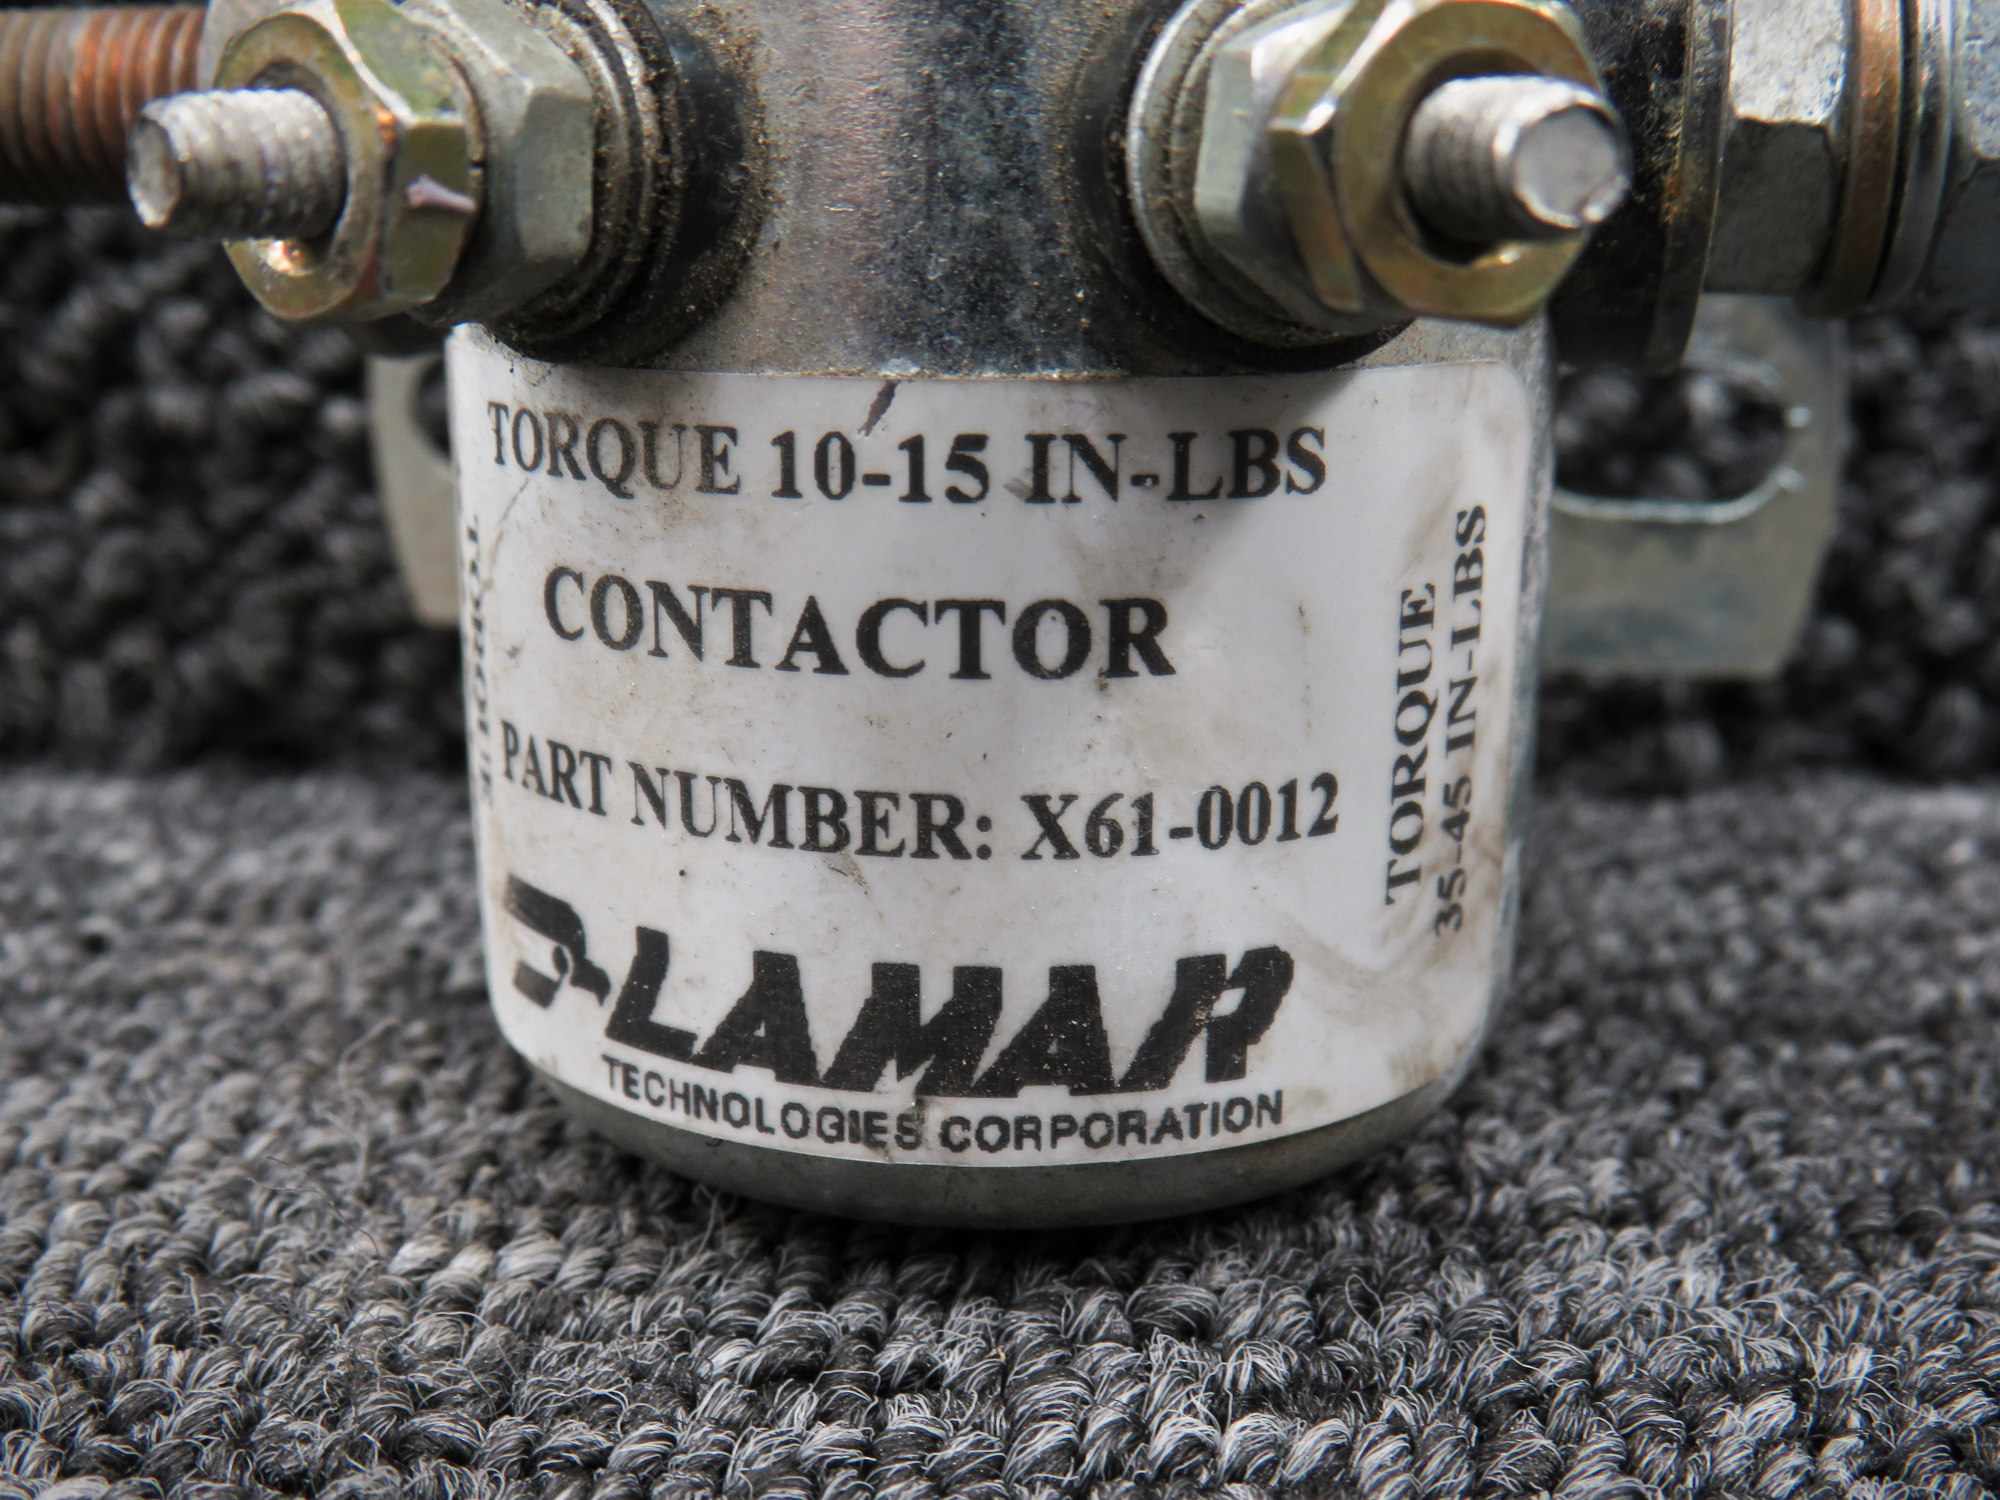 TORQUE 10-15 IN-LBS
CONTACTOR
PART NUMBER: X61-0012
LAMAR
TECHNOLOGIES CORPORATION
TORQUE
35-45 IN-LBS